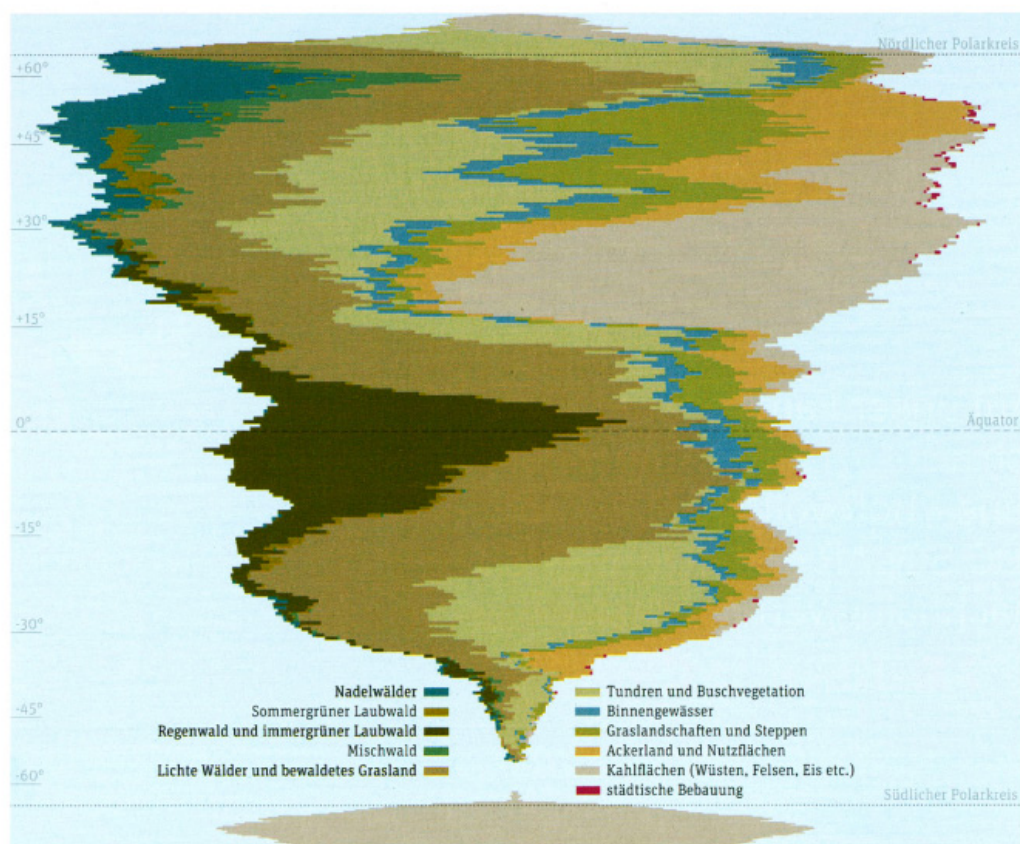 Nördlicher Polarkreis
+60°
+45°
+30°
+15°
0°
Äquator
-15°
-30°
-45°
-60°
Nadelwälder
Sommergrüner Laubwald
Regenwald und immergrüner Laubwald
Mischwald
Lichte Wälder und bewaldetes Grasland
Tundren und Buschvegetation
Binnengewässer
Graslandschaften und Steppen
Ackerland und Nutzflächen
Kahlflächen (Wüsten, Felsen, Eis etc.)
städtische Bebauung
Südlicher Polarkreis